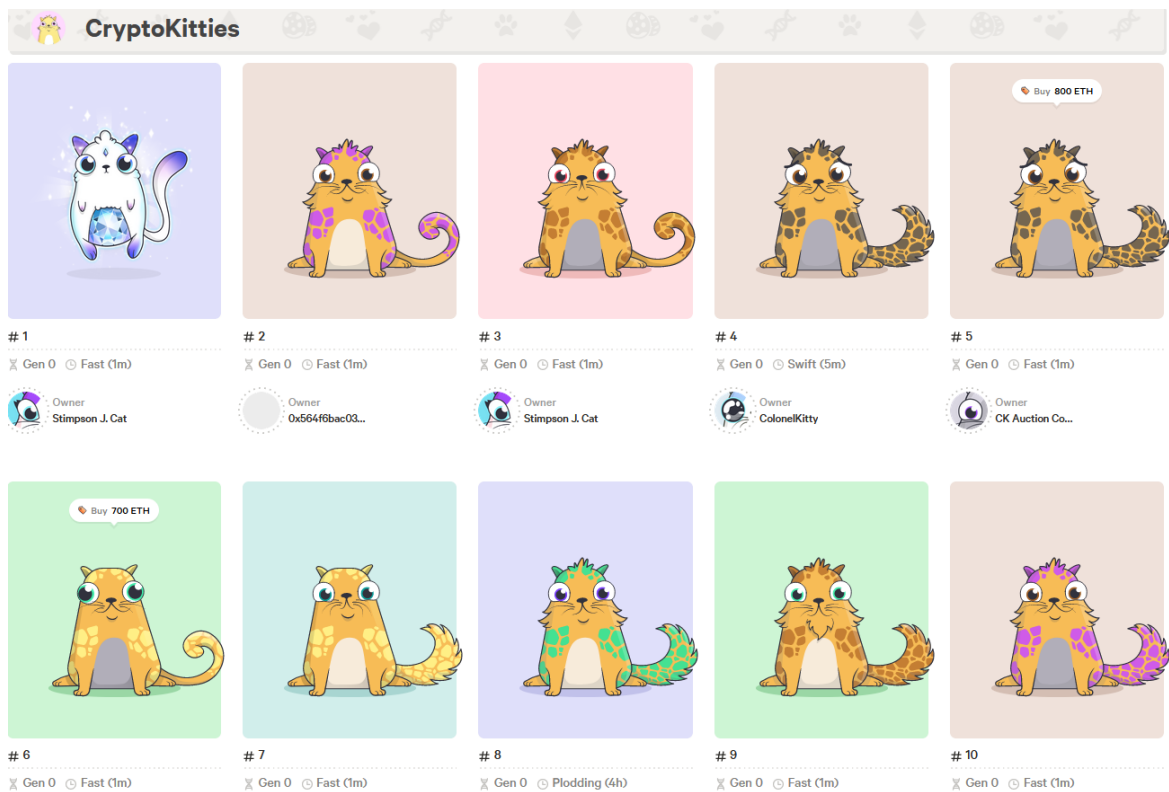 CryptoKitties
Buy 800 ETH
# 1
# 2
# 3
# 4
# 5
Gen 0 Fast (1m)
Gen 0 Fast (1m)
Gen 0 Fast (1m)
Gen 0 Swift (5m)
Gen 0 Fast (1m)
Owner
Stimpson J. Cat
Owner
0x564f6bac03...
Owner
Stimpson J. Cat
Owner
ColonelKitty
Owner
CK Auction Co...
Buy 700 ETH
# 6
# 7
# 8
# 9
# 10
Gen 0 Fast (1m)
Gen 0 Fast (1m)
Gen 0 Plodding (4h)
Gen 0 Fast (1m)
Gen 0 Fast (1m)